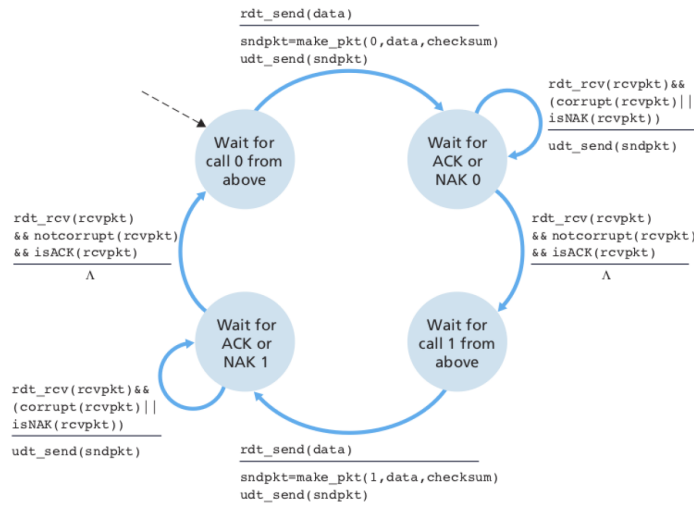 rdt_send(data)
sndpkt=make_pkt(0,data,checksum)
udt_send(sndpkt)
rdt_rcv(rcvpkt)&&
(corrupt(rcvpkt)||
isNAK(rcvpkt))
udt_send(sndpkt)
Wait for
call 0 from
above
Wait for
ACK or
NAK 0
rdt_rcv(rcvpkt)
&& notcorrupt(rcvpkt)
&& isACK(rcvpkt)
Λ
rdt_rcv(rcvpkt)
&& notcorrupt(rcvpkt)
&& isACK(rcvpkt)
Λ
Wait for
ACK or
NAK 1
Wait for
call 1 from
above
rdt_rcv(rcvpkt)&&
(corrupt(rcvpkt)||
isNAK(rcvpkt))
udt_send(sndpkt)
rdt_send(data)
sndpkt=make_pkt(1,data,checksum)
udt_send(sndpkt)